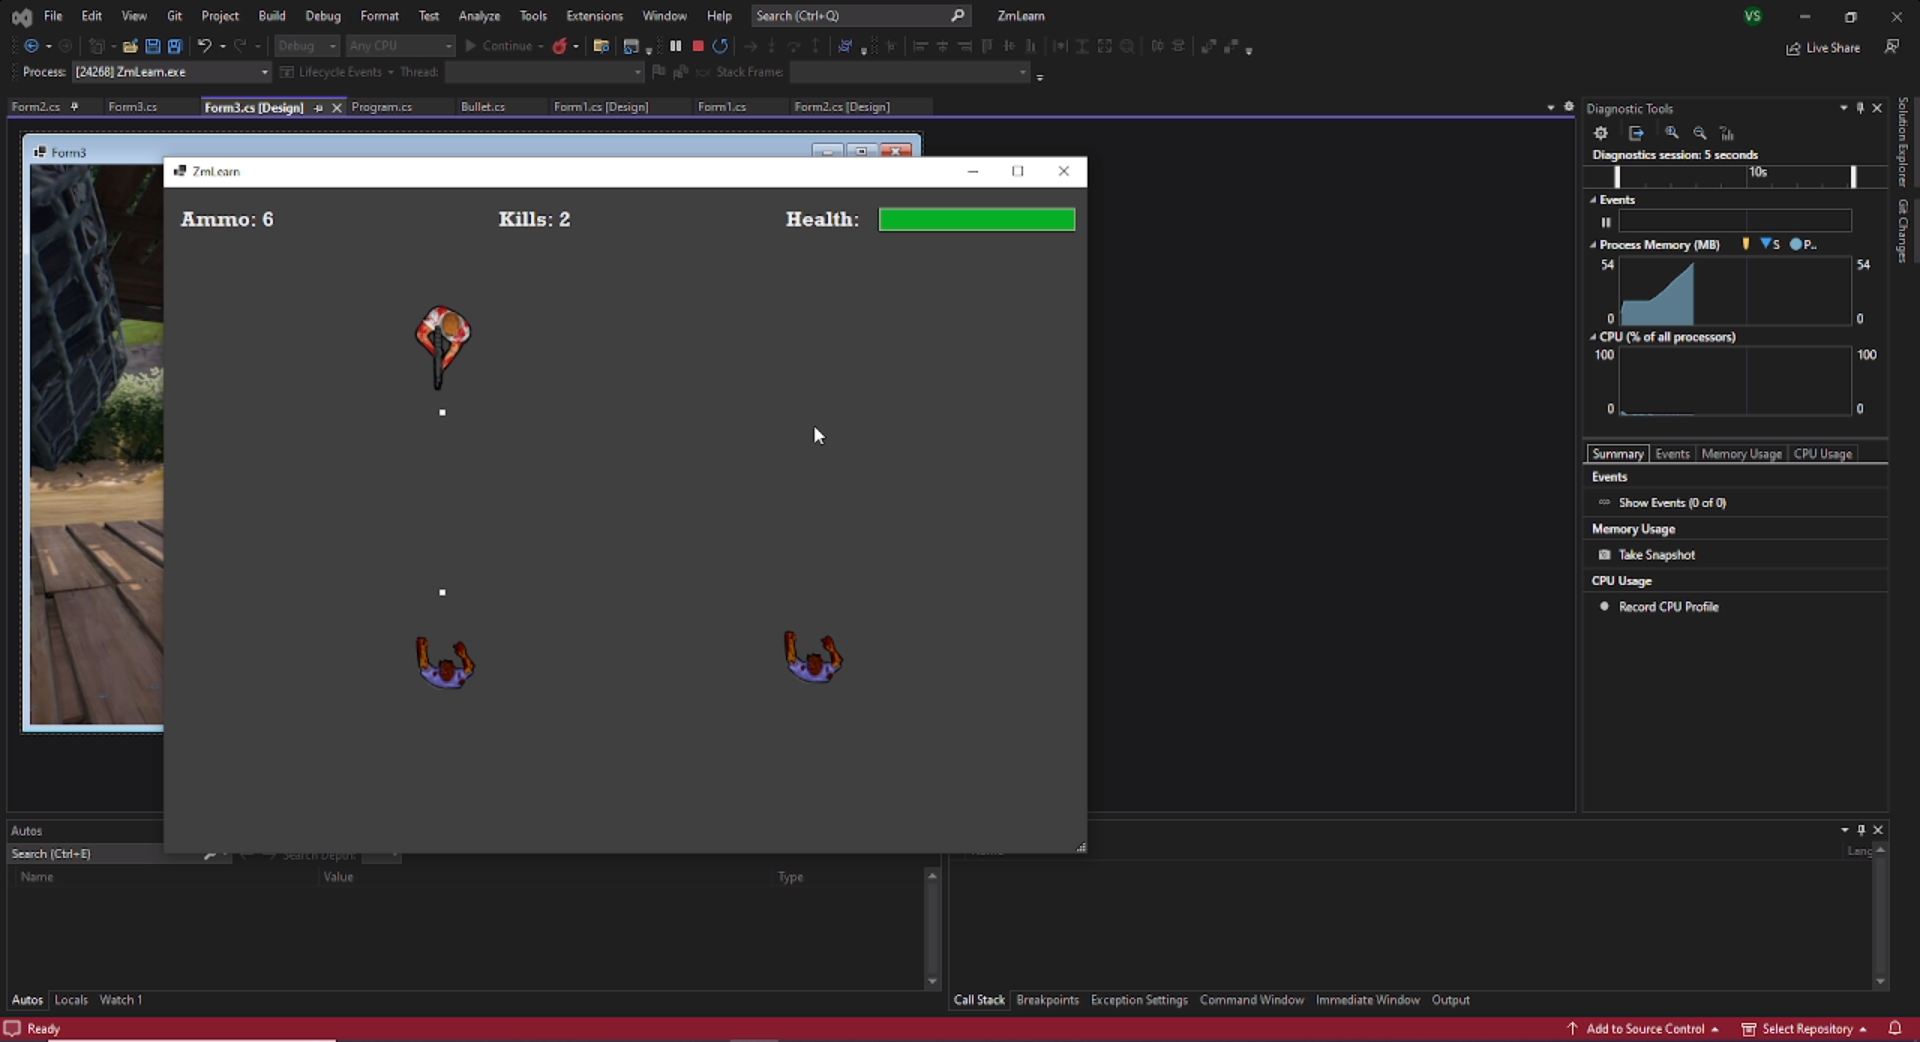 File Edit View Git Project Build Debug Format Test Analyze Tools Extensions Window Help Search (Ctrl+Q) ZmLearn VS
Debug Any CPU Continue Live Share
Process: [24268] ZmLearn.exe Lifecycle Events Thread: Stack Frame:
Form2.cs Form3.cs Form3.cs [Design] Program.cs Bullet.cs Form1.cs [Design] Form1.cs Form2.cs [Design]
Form3
ZmLearn
Ammo: 6 Kills: 2 Health:
Diagnostic Tools
Diagnostics session: 5 seconds
10s
Events
Process Memory (MB) S P..
54 54
0 0
CPU (% of all processors)
100 100
0 0
Summary Events Memory Usage CPU Usage
Events
Show Events (0 of 0)
Memory Usage
Take Snapshot
CPU Usage
Record CPU Profile
Solution Explorer
Git Changes
Autos
Search (Ctrl+E) Search Depth:
Name Value Type
Name Lang
Autos Locals Watch 1
Call Stack Breakpoints Exception Settings Command Window Immediate Window Output
Ready Add to Source Control Select Repository